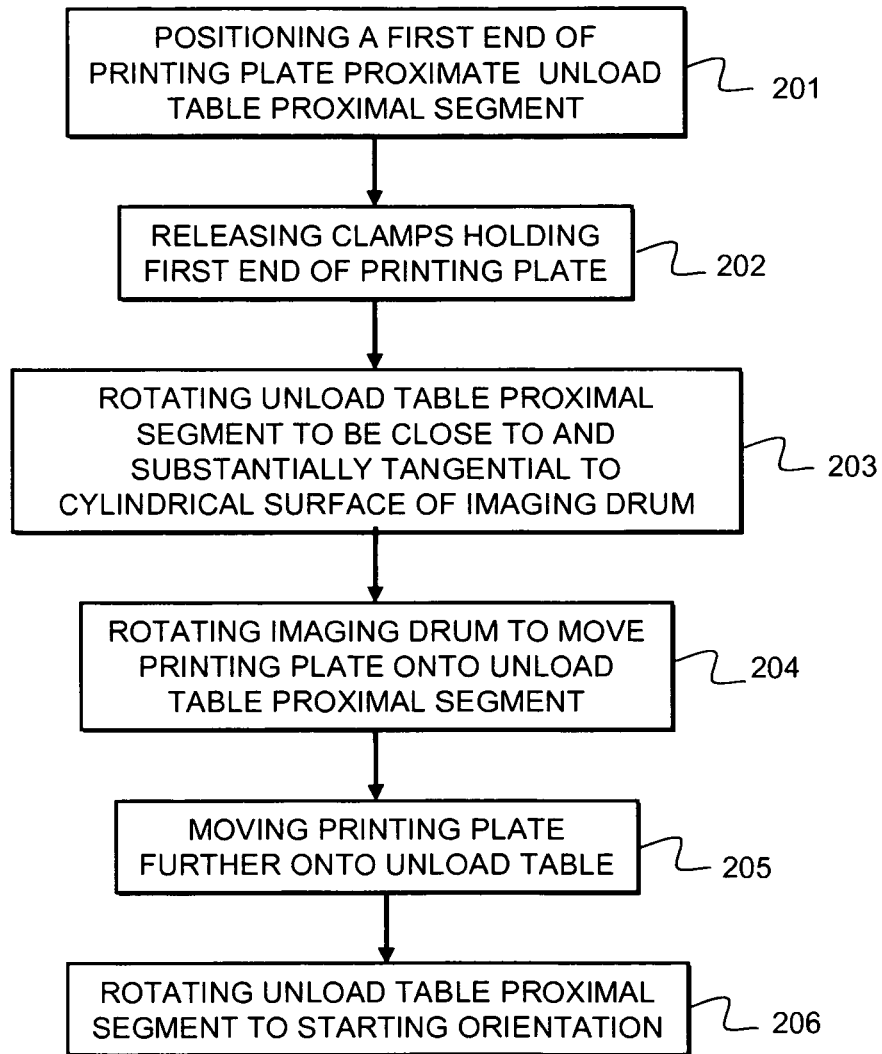 POSITIONING A FIRST END OF
PRINTING PLATE PROXIMATE UNLOAD
TABLE PROXIMAL SEGMENT
201
RELEASING CLAMPS HOLDING
FIRST END OF PRINTING PLATE
202
ROTATING UNLOAD TABLE PROXIMAL
SEGMENT TO BE CLOSE TO AND
SUBSTANTIALLY TANGENTIAL TO
CYLINDRICAL SURFACE OF IMAGING DRUM
203
ROTATING IMAGING DRUM TO MOVE
PRINTING PLATE ONTO UNLOAD
TABLE PROXIMAL SEGMENT
204
MOVING PRINTING PLATE
FURTHER ONTO UNLOAD TABLE
205
ROTATING UNLOAD TABLE PROXIMAL
SEGMENT TO STARTING ORIENTATION
206